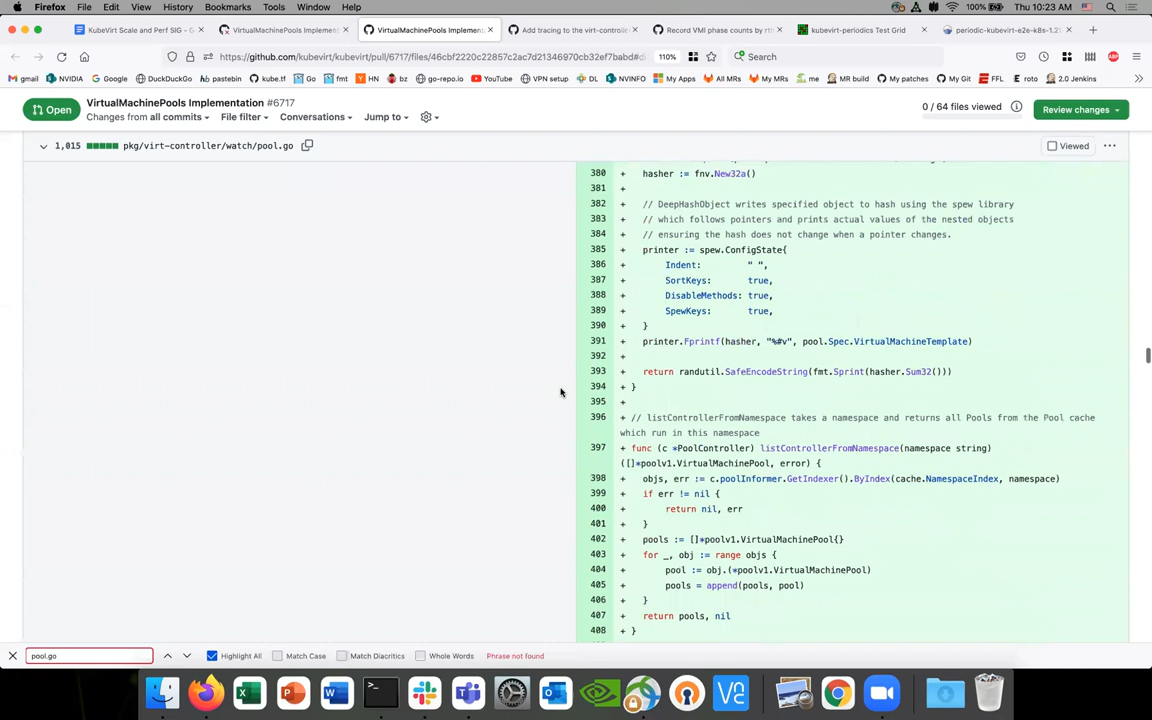 Firefox File Edit View History Bookmarks Tools Window Help 100% Thu 10:23 AM
KubeVirt Scale and Perf SIG -
VirtualMachinePools Implemen
VirtualMachinePools Implement
Add tracing to the virt-controlle
Record VMI phase counts by
kubevirt-periodics Test Grid
periodic-kubevirt-e2e-k8s-1.2
https://github.com/kubevirt/kubevirt/pull/6717/files/46cbf2220c22857c2ac7d21346970cb32ef7babd#di 110% Search
gmail NVIDIA Google DuckDuckGo pastebin kube.tf Got fmt hwlog go-repo.io YouTube VPN setup DL NVINFO My Apps All MRs My MRs me MR build My patches My Git FFL roto 2.0 Jenkins
Open
VirtualMachinePools Implementation #6717
Changes from all commits File filter Conversations Jump to
0 / 64 files viewed
Review changes
1,015 pkg/virt-controller/watch/pool.go Viewed
380 + hasher := fnv.New32a()
381 +
382 + // DeepHashObject writes specified object to hash using the spew library
383 + // which follows pointers and prints actual values of the nested objects
384 + // ensuring the hash does not change when a pointer changes.
385 + printer := spew.ConfigState{
386 + Indent: " ",
387 + SortKeys: true,
388 + DisableMethods: true,
389 + SpewKeys: true,
390 + }
391 + printer.Fprintf(hasher, "%#v", pool.Spec.VirtualMachineTemplate)
392 +
393 + return randutil.SafeEncodeString(fmt.Sprint(hasher.Sum32()))
394 + }
395 +
396 + // listControllerFromNamespace takes a namespace and returns all Pools from the Pool cache
which run in this namespace
397 + func (c *PoolController) listControllerFromNamespace(namespace string)
([]*poolv1.VirtualMachinePool, error) {
398 + objs, err := c.poolInformer.GetIndexer().ByIndex(cache.NamespaceIndex, namespace)
399 + if err != nil {
400 + return nil, err
401 + }
402 + pools := []*poolv1.VirtualMachinePool{}
403 + for _, obj := range objs {
404 + pool := obj.(*poolv1.VirtualMachinePool)
405 + pools = append(pools, pool)
406 + }
407 + return pools, nil
408 + }
pool.go Highlight All Match Case Match Diacritics Whole Words Phrase not found